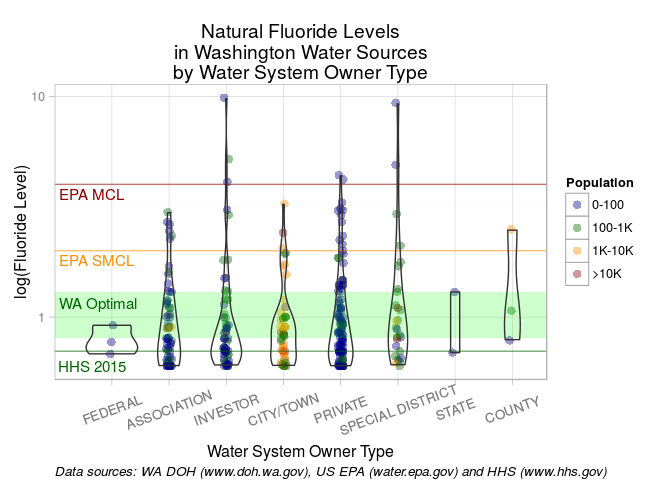 Natural Fluoride Levels
in Washington Water Sources
by Water System Owner Type
10
1
log(Fluoride Level)
EPA MCL
EPA SMCL
WA Optimal
HHS 2015
Population
0-100
100-1K
1K-10K
>10K
FEDERAL
ASSOCIATION
INVESTOR
CITY/TOWN
PRIVATE
SPECIAL DISTRICT
STATE
COUNTY
Water System Owner Type
Data sources: WA DOH (www.doh.wa.gov), US EPA (water.epa.gov) and HHS (www.hhs.gov)